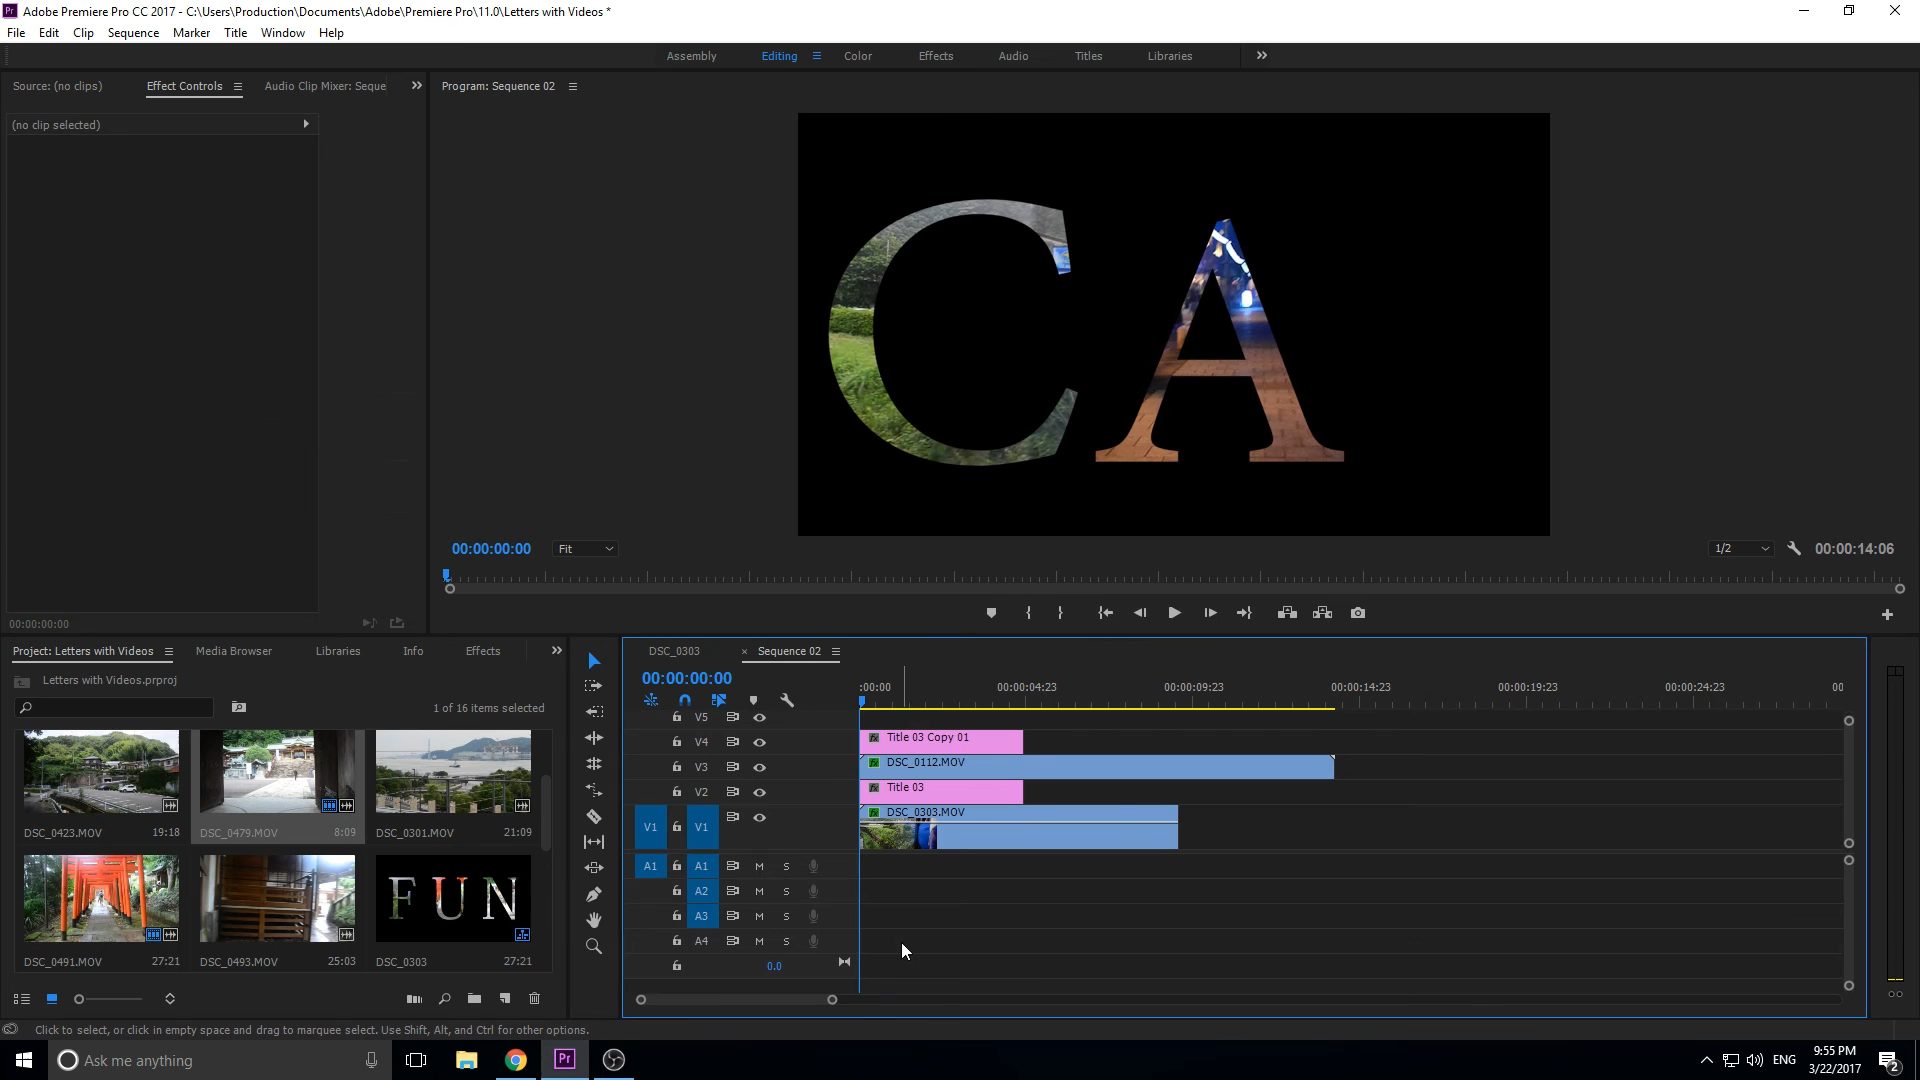 Pr Adobe Premiere Pro CC 2017 - C:\Users\Production\Documents\Adobe\Premiere Pro\11.0\Letters with Videos *
File Edit Clip Sequence Marker Title Window Help
Assembly Editing Color Effects Audio Titles Libraries
Source: (no clips) Effect Controls Audio Clip Mixer: Seque
Program: Sequence 02
(no clip selected)
CA
00:00:00:00 Fit 1/2 00:00:14:06
00:00:00:00
Project: Letters with Videos Media Browser Libraries Info Effects
Letters with Videos.prproj
1 of 16 items selected
DSC_0423.MOV 19:18 DSC_0479.MOV 8:09 DSC_0301.MOV 21:09
FUN
DSC_0491.MOV 27:21 DSC_0493.MOV 25:03 DSC_0303 27:21
DSC_0303 × Sequence 02
00:00:00:00
:00:00 00:00:04:23 00:00:09:23 00:00:14:23 00:00:19:23 00:00:24:23 00
V5
V4 Title 03 Copy 01
V3 DSC_0112.MOV
V2 Title 03
V1 V1 DSC_0303.MOV
A1 A1 M S
A2 M S
A3 M S
A4 M S
0.0
Click to select, or click in empty space and drag to marquee select. Use Shift, Alt, and Ctrl for other options.
Ask me anything
Pr
ENG
9:55 PM
3/22/2017
2